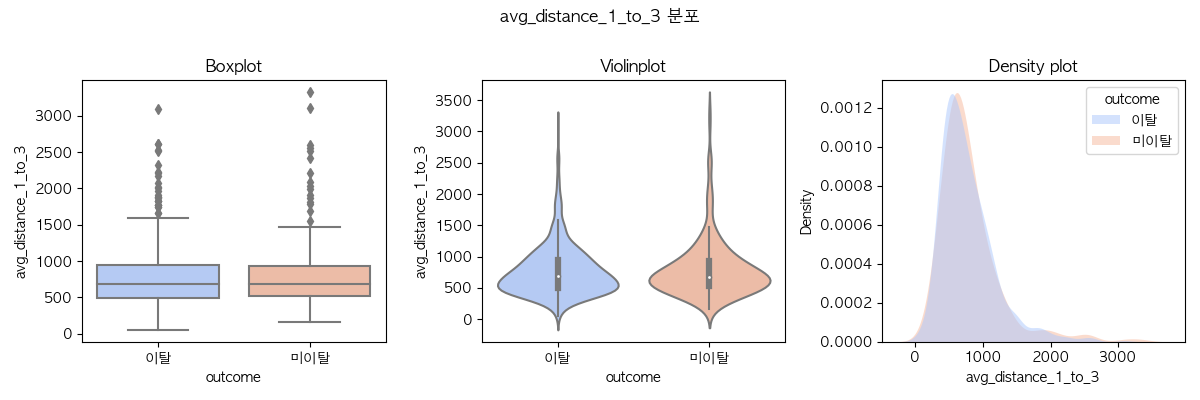 avg_distance_1_to_3 분포
Boxplot
avg_distance_1_to_3
3000
2500
2000
1500
1000
500
0
이탈
미이탈
outcome
Violinplot
avg_distance_1_to_3
3500
3000
2500
2000
1500
1000
500
0
이탈
미이탈
outcome
Density plot
Density
0.0012
0.0010
0.0008
0.0006
0.0004
0.0002
0.0000
outcome
이탈
미이탈
0
1000
2000
3000
avg_distance_1_to_3